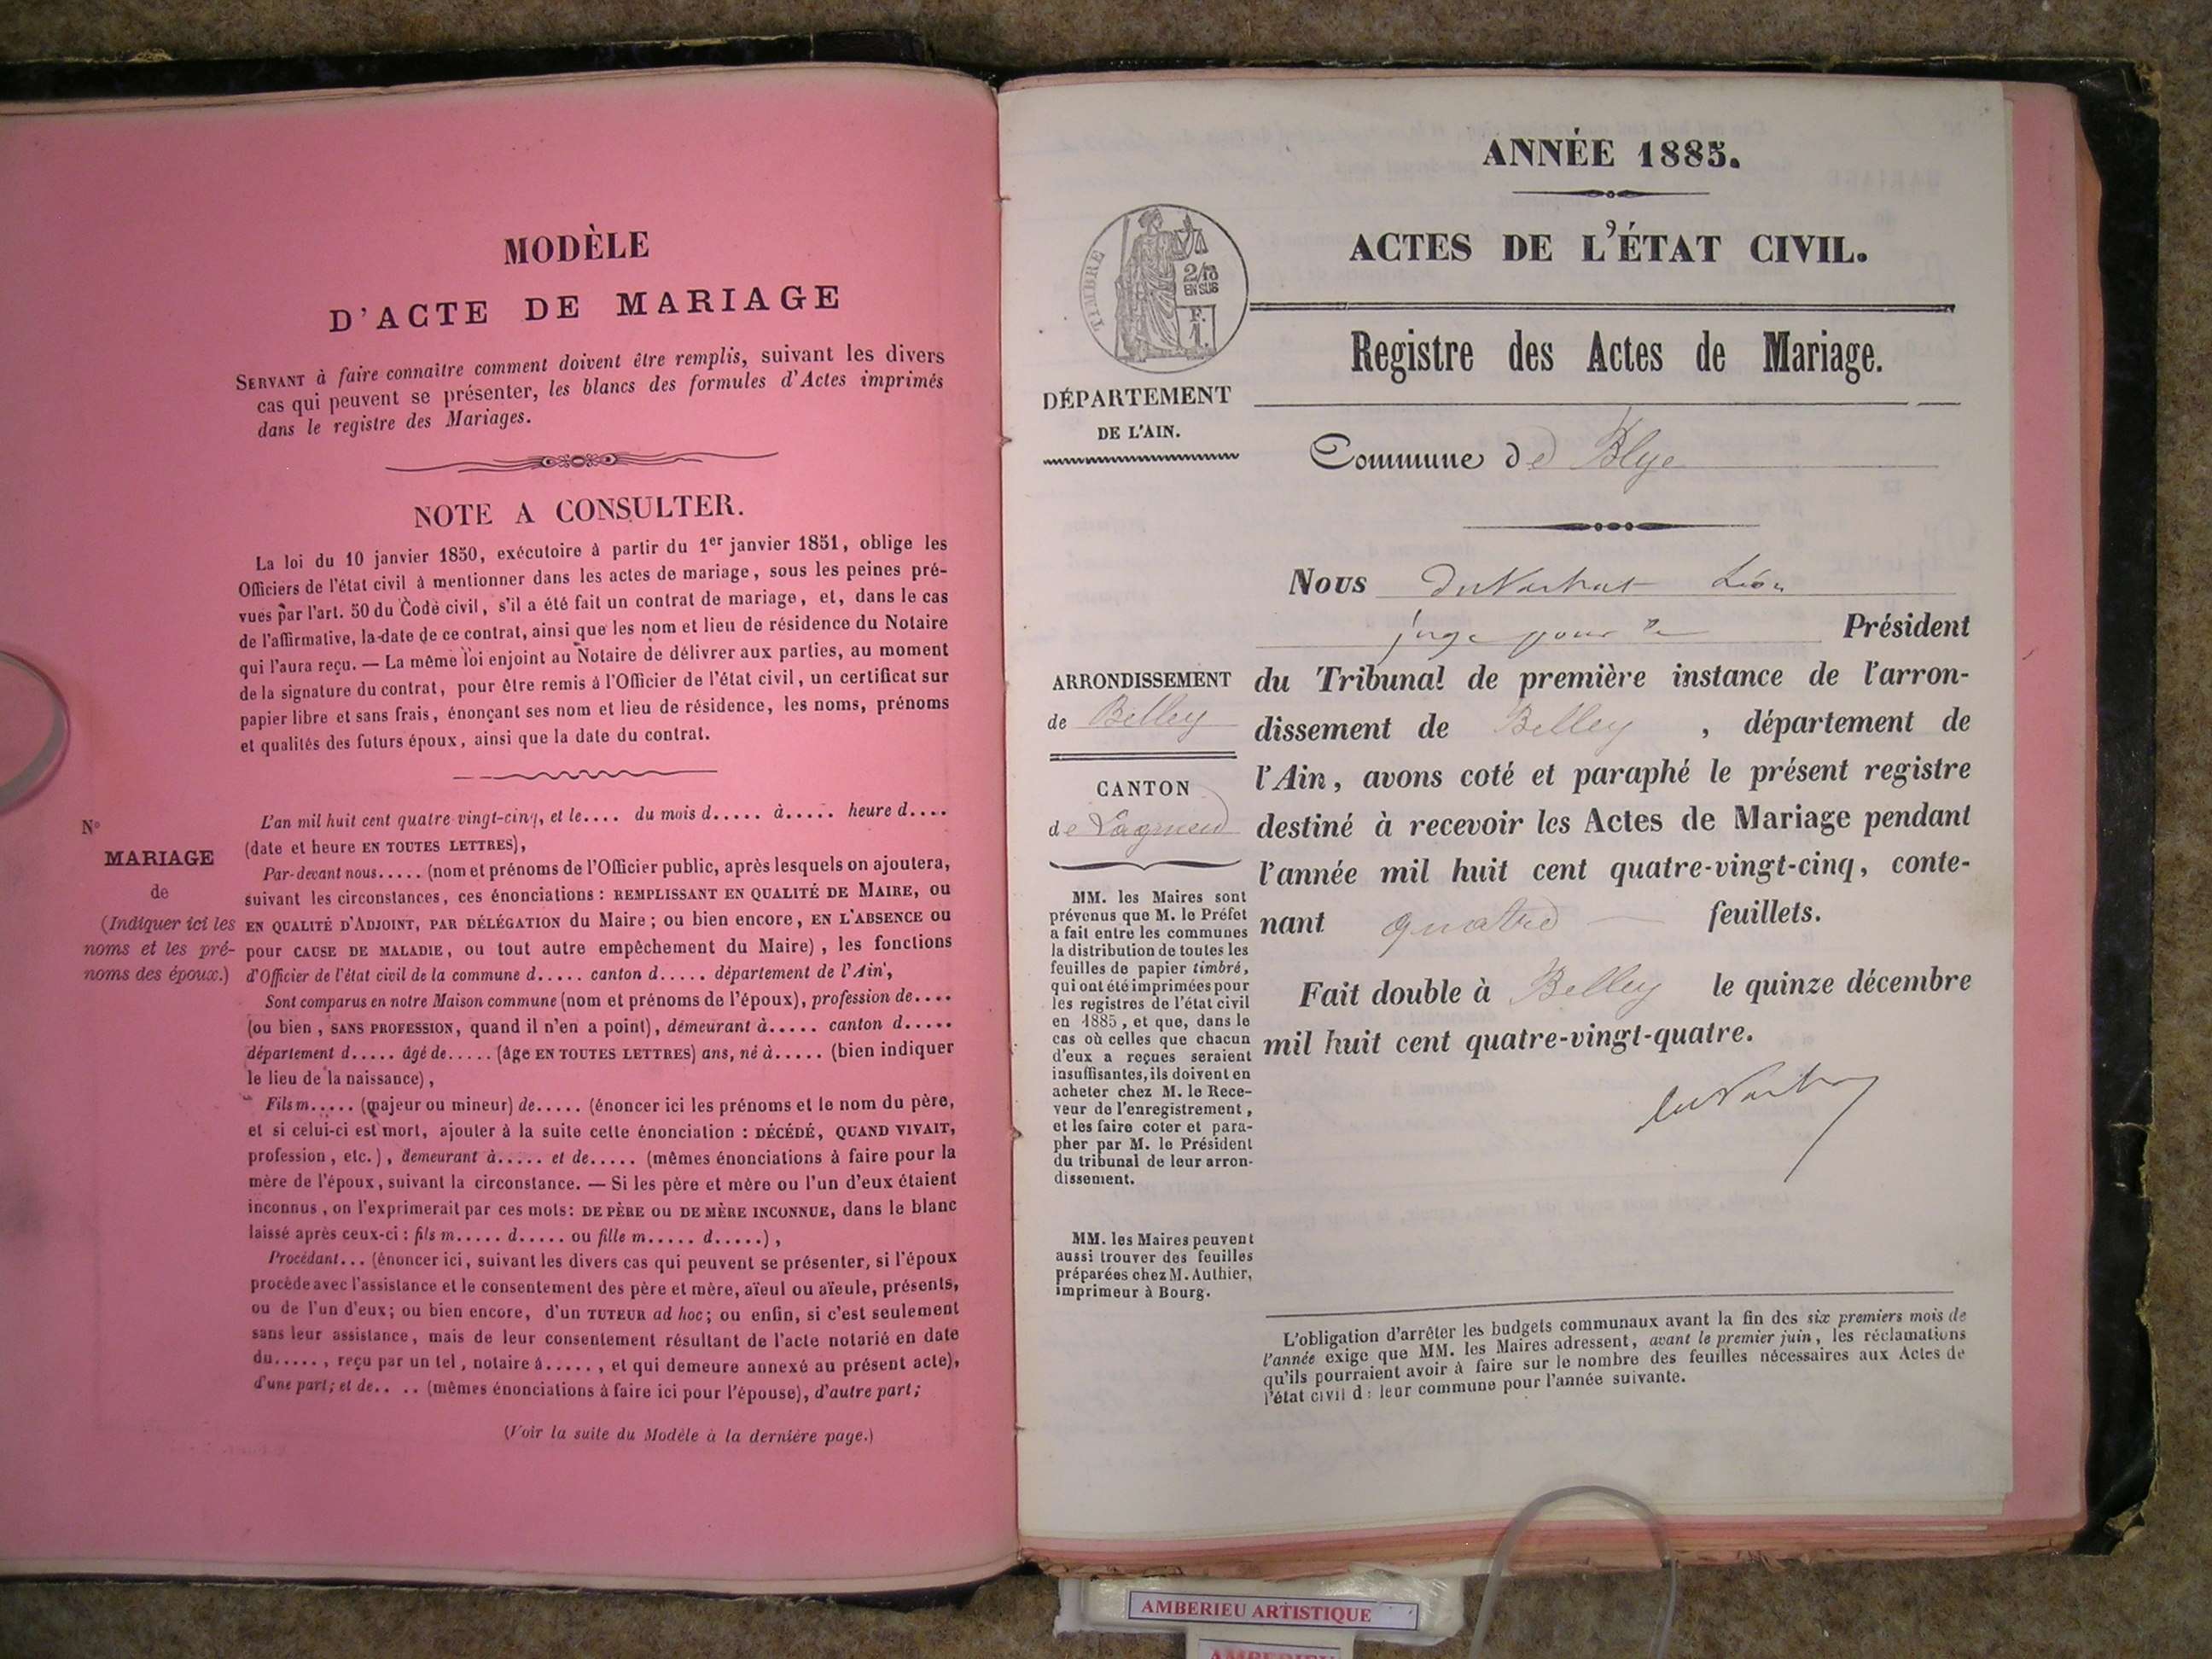 MODÈLE
D'ACTE DE MARIAGE
SERVANT à faire connaître comment doivent être remplis, suivant les divers
cas qui peuvent se présenter, les blancs des formules d'Actes imprimés
dans le registre des Mariages.
NOTE A CONSULTER.
La loi du 10 janvier 1850, exécutoire à partir du 1er janvier 1851, oblige les
Officiers de l'état civil à mentionner dans les actes de mariage, sous les peines pré-
vues par l'art. 50 du Code civil, s'il a été fait un contrat de mariage, et, dans le cas
de l'affirmative, la date de ce contrat, ainsi que les nom et lieu de résidence du Notaire
qui l'aura reçu. — La même loi enjoint au Notaire de délivrer aux parties, au moment
de la signature du contrat, pour être remis à l'Officier de l'état civil, un certificat sur
papier libre et sans frais, énonçant ses nom et lieu de résidence, les noms, prénoms
et qualités des futurs époux, ainsi que la date du contrat.
No
MARIAGE
de
(Indiquer ici les
noms et les pré-
noms des époux.)
L'an mil huit cent quatre-vingt-cinq, et le.... du mois d..... à..... heure d....
(date et heure EN TOUTES LETTRES),
Par-devant nous..... (nom et prénoms de l'Officier public, après lesquels on ajoutera,
suivant les circonstances, ces énonciations : REMPLISSANT EN QUALITÉ DE MAIRE, OU
EN QUALITÉ D'ADJOINT, PAR DÉLÉGATION du Maire ; ou bien encore, EN L'ABSENCE OU
pour CAUSE DE MALADIE, ou tout autre empêchement du Maire), les fonctions
d'Officier de l'état civil de la commune d..... canton d..... département de l'Ain,
Sont comparus en notre Maison commune (nom et prénoms de l'époux), profession de....
(ou bien, SANS PROFESSION, quand il n'en a point), demeurant à..... canton d.....
département d..... âgé de..... (âge EN TOUTES LETTRES) ans, né à..... (bien indiquer
le lieu de la naissance),
Fils m..... (majeur ou mineur) de..... (énoncer ici les prénoms et le nom du père,
et si celui-ci est mort, ajouter à la suite cette énonciation : DÉCÉDÉ, QUAND VIVAIT,
profession, etc.), demeurant à..... et de..... (mêmes énonciations à faire pour la
mère de l'époux, suivant la circonstance. — Si les père et mère ou l'un d'eux étaient
inconnus, on l'exprimerait par ces mots: DE PÈRE OU DE MÈRE INCONNUE, dans le blanc
laissé après ceux-ci : fils m..... d..... ou fille m..... d.....),
Procédant... (énoncer ici, suivant les divers cas qui peuvent se présenter, si l'époux
procède avec l'assistance et le consentement des père et mère, aïeul ou aïeule, présents,
ou de l'un d'eux; ou bien encore, d'un TUTEUR ad hoc; ou enfin, si c'est seulement
sans leur assistance, mais de leur consentement résultant de l'acte notarié en date
du....., reçu par un tel, notaire à....., et qui demeure annexé au présent acte),
d'une part; et de.. .. (mêmes énonciations à faire ici pour l'épouse), d'autre part;
(Voir la suite du Modèle à la dernière page.)
ANNÉE 1885.
ACTES DE L'ÉTAT CIVIL.
TIMBRE
2/10
EN SUS
F.
1.
Registre des Actes de Mariage.
DÉPARTEMENT
DE L'AIN.
Commune de Blye
Nous Léon
juge pour le Président
ARRONDISSEMENT
de Belley
CANTON
de Lagnieu
du Tribunal de première instance de l'arron-
dissement de Belley, département de
l'Ain, avons coté et paraphé le présent registre
destiné à recevoir les Actes de Mariage pendant
l'année mil huit cent quatre-vingt-cinq, conte-
nant quatre feuillets.
Fait double à Belley le quinze décembre
mil huit cent quatre-vingt-quatre.
MM. les Maires sont
prévenus que M. le Préfet
a fait entre les communes
la distribution de toutes les
feuilles de papier timbré,
qui ont été imprimées pour
les registres de l'état civil
en 1885, et que, dans le
cas où celles que chacun
d'eux a reçues seraient
insuffisantes, ils doivent en
acheter chez M. le Rece-
veur de l'enregistrement,
et les faire coter et para-
pher par M. le Président
du tribunal de leur arron-
dissement.
MM. les Maires peuvent
aussi trouver des feuilles
préparées chez M. Authier,
imprimeur à Bourg.
L'obligation d'arrêter les budgets communaux avant la fin des six premiers mois de
l'année exige que MM. les Maires adressent, avant le premier juin, les réclamations
qu'ils pourraient avoir à faire sur le nombre des feuilles nécessaires aux Actes de
l'état civil d: leur commune pour l'année suivante.
AMBERIEU ARTISTIQUE
AMBERIEU